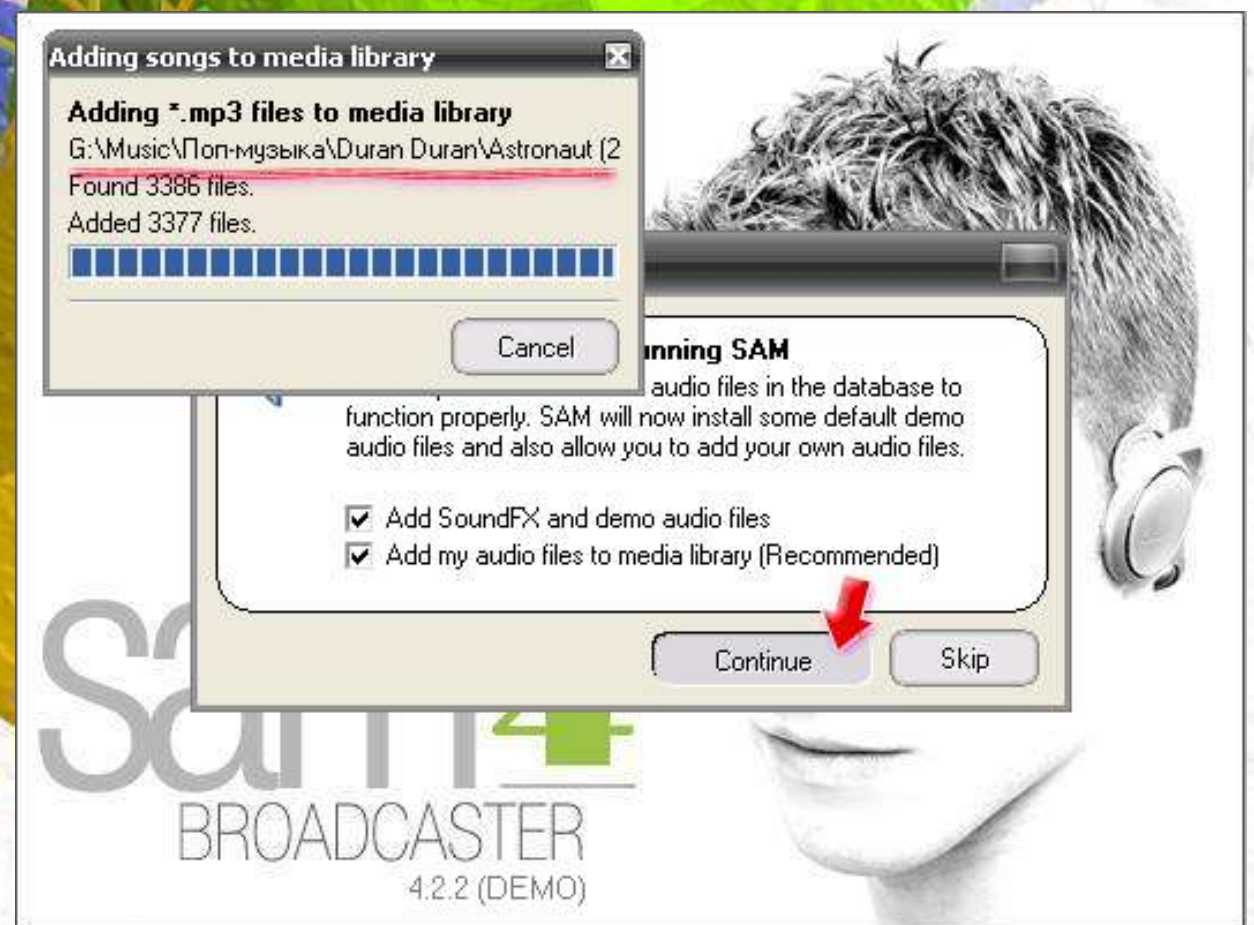 Adding songs to media library
Adding *.mp3 files to media library
G:\Music\Поп-музыка\Duran Duran\Astronaut (2
Found 3386 files.
Added 3377 files.
Cancel
running SAM
audio files in the database to
function properly. SAM will now install some default demo
audio files and also allow you to add your own audio files.
Add SoundFX and demo audio files
Add my audio files to media library (Recommended)
Continue
Skip
sam4
BROADCASTER
4.2.2 (DEMO)